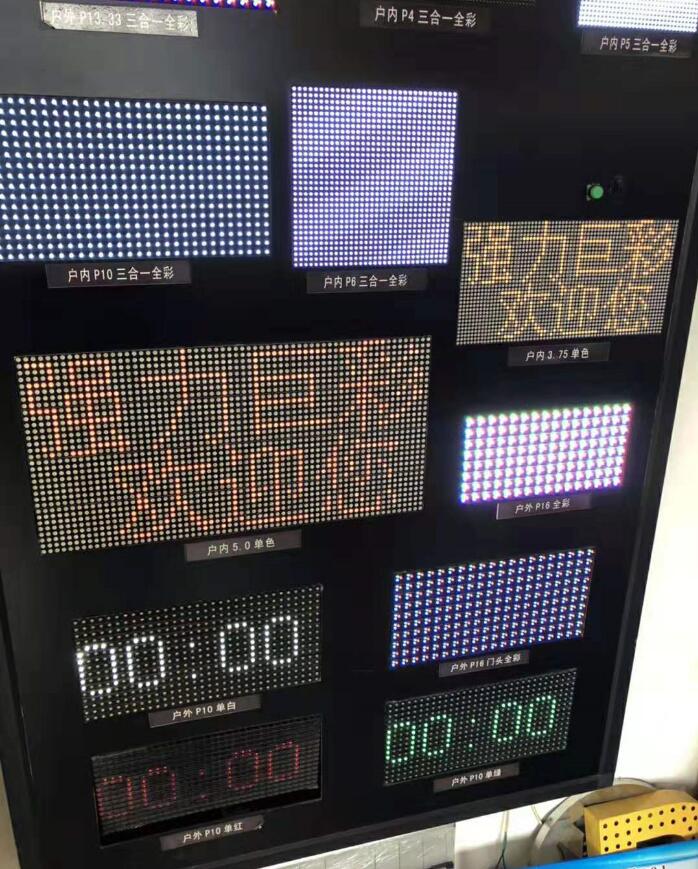 户外 P13.33 三合一全彩
户内 P4 三合一全彩
户内 P5 三合一全彩
户内 P10 三合一全彩
户内 P6 三合一全彩
强力巨彩
欢迎您
户内 3.75 单色
强力巨彩
欢迎您
户内 5.0 单色
户外 P16 全彩
00:00
户外 P10 单白
户外 P16 门头全彩
00:00
户外 P10 单红
00:00
户外 P10 单绿